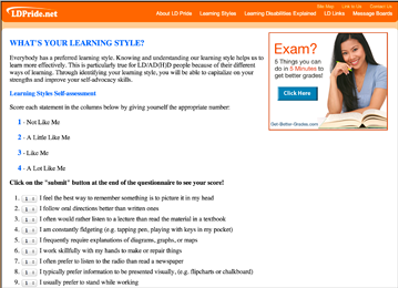 Site Map Link to Us Contact Us
LDPride.net
About LD Pride Learning Styles Learning Disabilities Explained LD Links Message Boards
WHAT'S YOUR LEARNING STYLE?
Everybody has a preferred learning style. Knowing and understanding our learning style helps us to
learn more effectively. This is particularly true for LD/AD(H)D people because of their different
ways of learning. Through identifying your learning style, you will be able to capitalize on your
strengths and improve your self-advocacy skills.
Learning Styles Self-assessment
Score each statement in the columns below by giving yourself the appropriate number:
1 - Not Like Me
2 - A Little Like Me
3 - Like Me
4 - A Lot Like Me
Click on the "submit" button at the end of the questionnaire to see your score!
1. 1 I feel the best way to remember something is to picture it in my head
2. 1 I follow oral directions better than written ones
3. 1 I often would rather listen to a lecture than read the material in a textbook
4. 1 I am constantly fidgeting (e.g. tapping pen, playing with keys in my pocket)
5. 1 I frequently require explanations of diagrams, graphs, or maps
6. 1 I work skillfully with my hands to make or repair things
7. 1 I often prefer to listen to the radio than read a newspaper
8. 1 I typically prefer information to be presented visually, (e.g. flipcharts or chalkboard)
9. 1 I usually prefer to stand while working
Exam?
5 Things you can
do in 5 Minutes to
get better grades!
Click Here
Get-Better-Grades.com